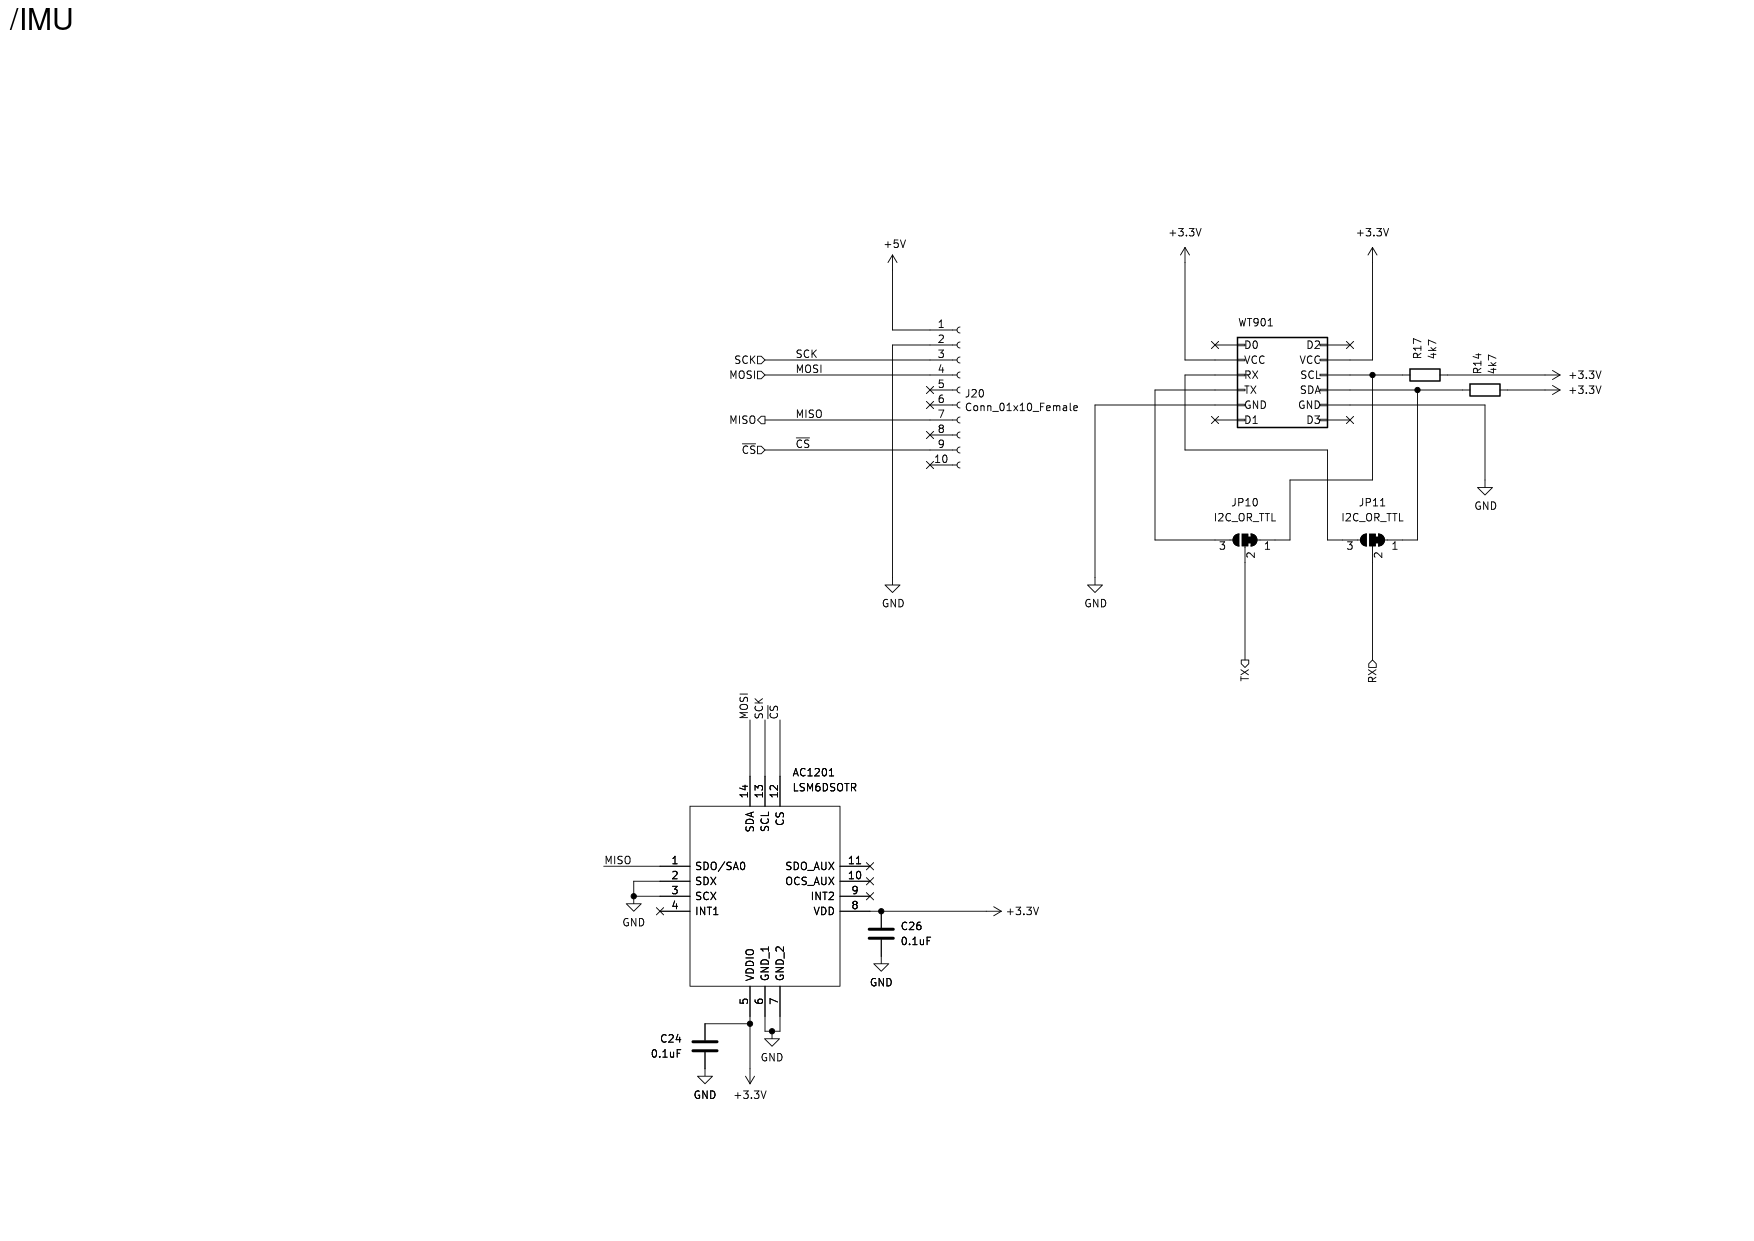 /IMU
+5V
1
2
3
4
5
6
7
8
9
10
SCK
SCK
MOSI
MOSI
MISO
MISO
CS
CS
J20
Conn_01x10_Female
GND
+3.3V
+3.3V
WT901
D0
VCC
RX
TX
GND
D1
D2
VCC
SCL
SDA
GND
D3
R17
4k7
R14
4k7
+3.3V
+3.3V
GND
GND
JP10
I2C_OR_TTL
3
2
1
JP11
I2C_OR_TTL
3
2
1
TX
RX
MOSI
SCK
CS
AC1201
LSM6DSOTR
14
13
12
SDA
SCL
CS
MISO
1
2
3
4
SDO/SA0
SDX
SCX
INT1
GND
SDO_AUX
OCS_AUX
INT2
VDD
11
10
9
8
+3.3V
C26
0.1uF
GND
VDDIO
GND_1
GND_2
5
6
7
C24
0.1uF
GND
GND
+3.3V